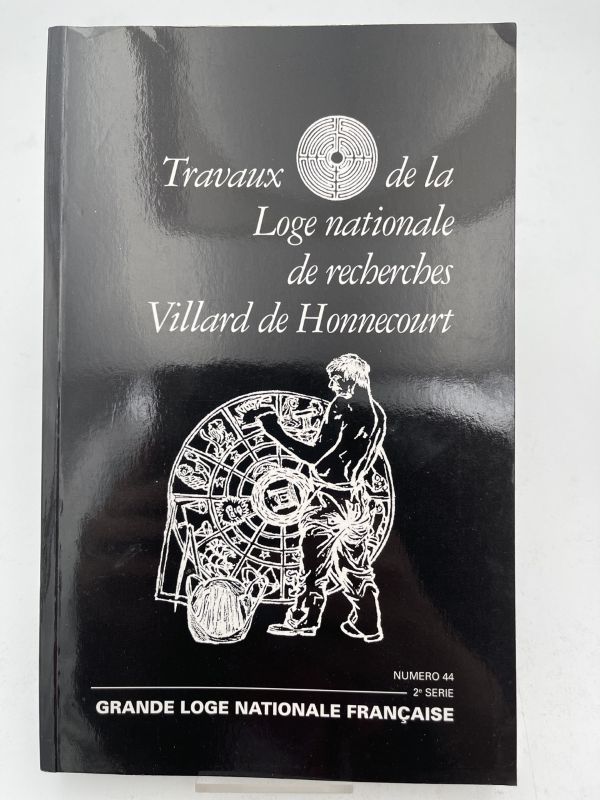 Travaux de la
Loge nationale
de recherches
Villard de Honnecourt
NUMERO 44
2e SERIE
GRANDE LOGE NATIONALE FRANÇAISE